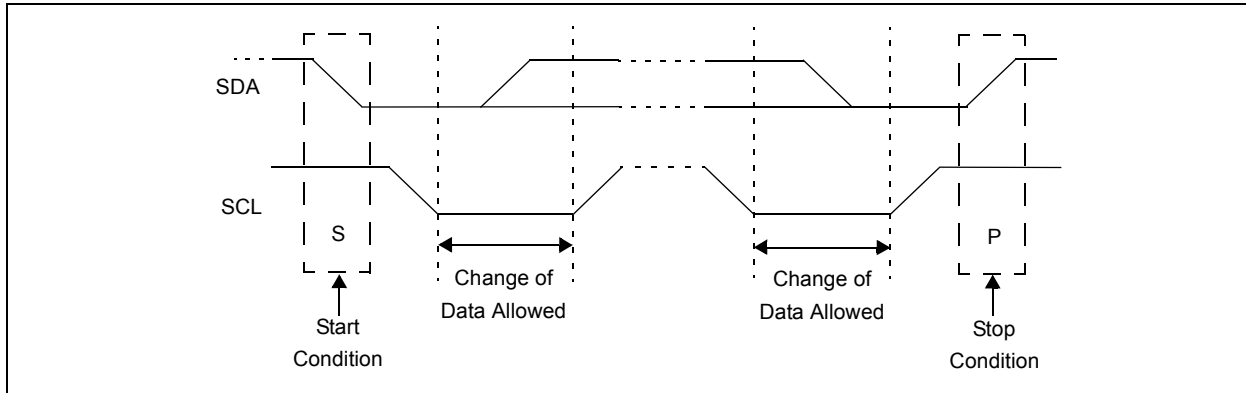 SDA
SCL
S
P
Change of
Data Allowed
Change of
Data Allowed
Start
Condition
Stop
Condition